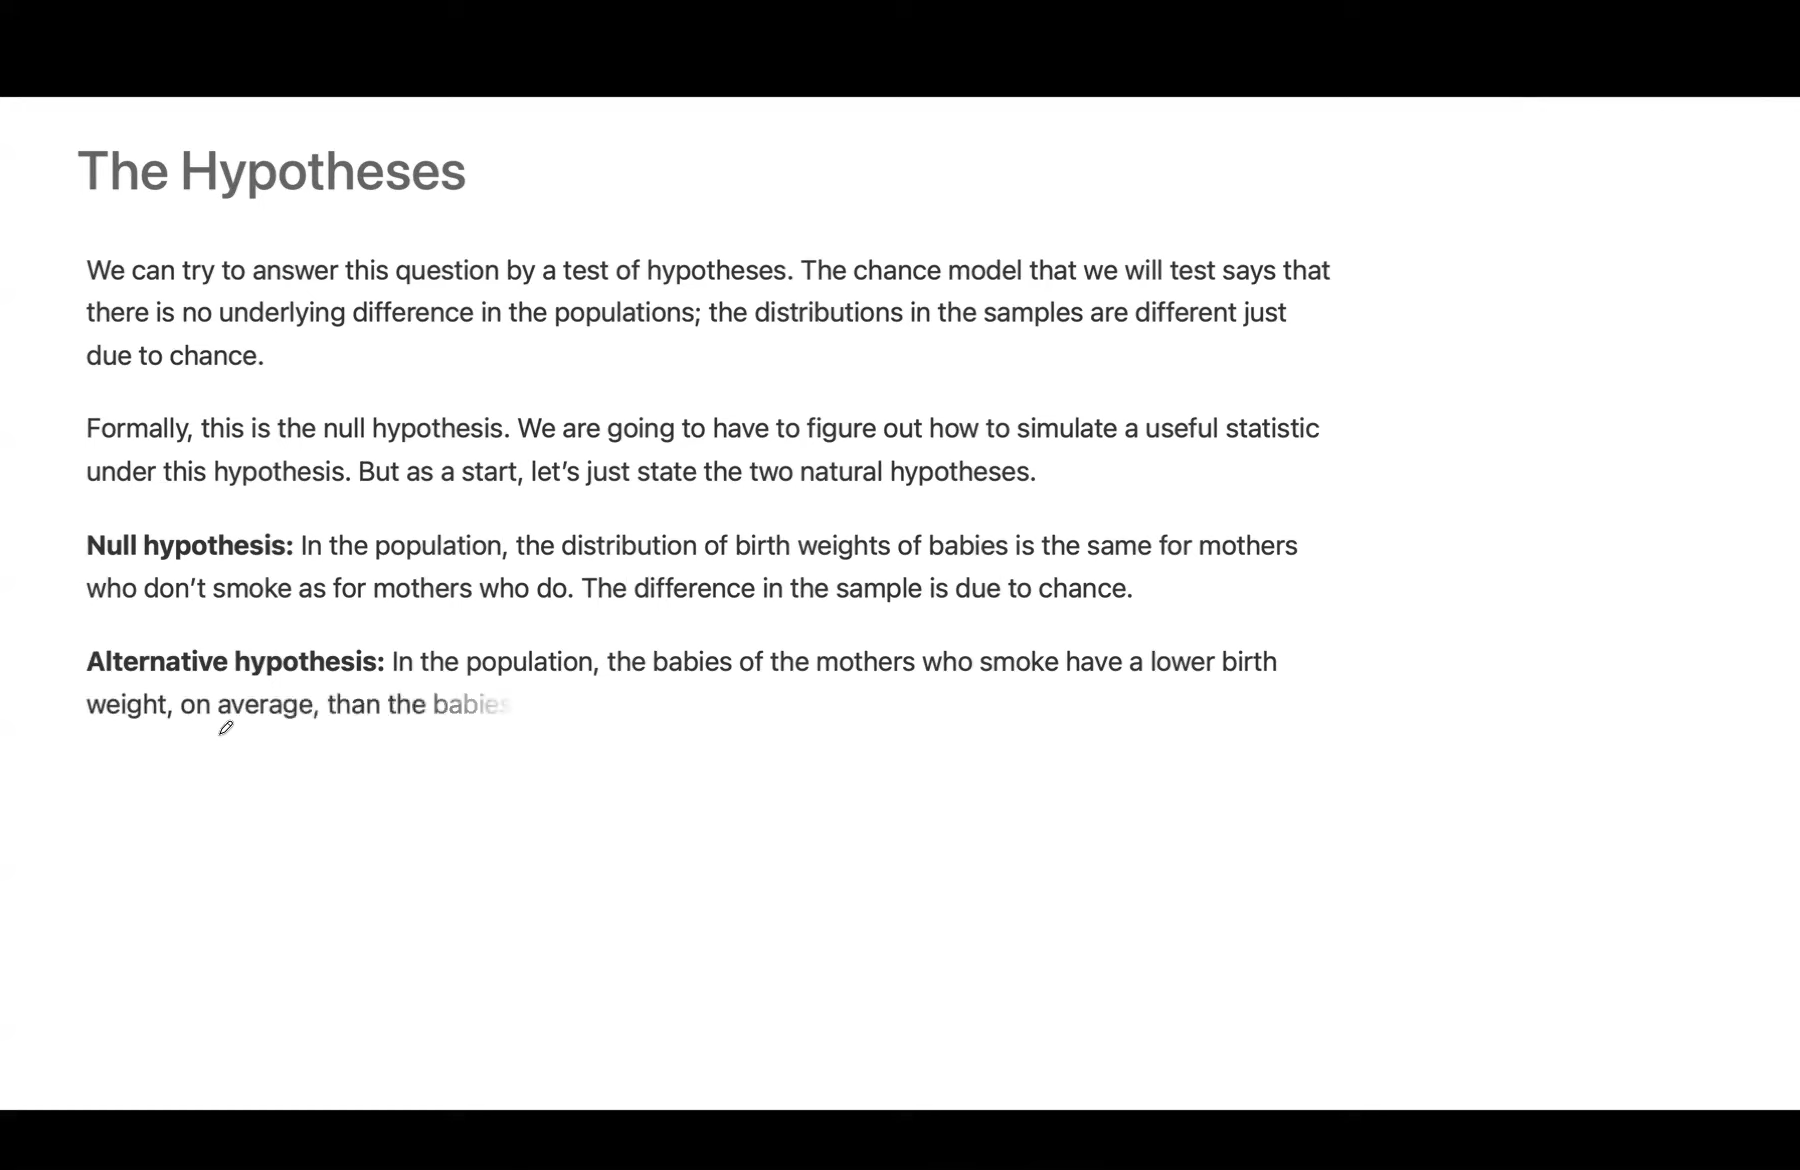 The Hypotheses
We can try to answer this question by a test of hypotheses. The chance model that we will test says that
there is no underlying difference in the populations; the distributions in the samples are different just
due to chance.
Formally, this is the null hypothesis. We are going to have to figure out how to simulate a useful statistic
under this hypothesis. But as a start, let’s just state the two natural hypotheses.
Null hypothesis: In the population, the distribution of birth weights of babies is the same for mothers
who don’t smoke as for mothers who do. The difference in the sample is due to chance.
Alternative hypothesis: In the population, the babies of the mothers who smoke have a lower birth
weight, on average, than the babies